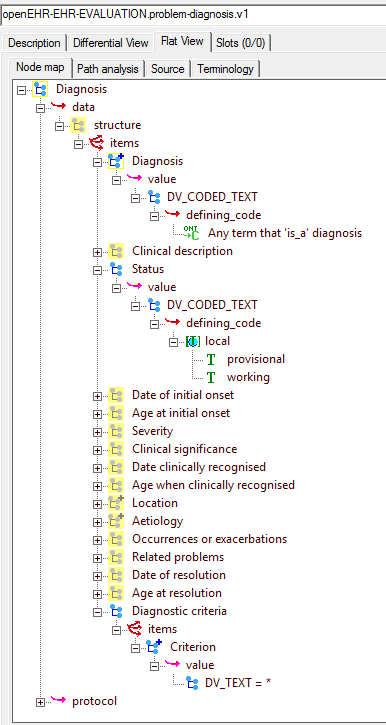 openEHR-EHR-EVALUATION.problem-diagnosis.v1
Description Differential View Flat View Slots (0/0)
Node map Path analysis Source Terminology
Diagnosis
data
structure
items
Diagnosis
value
DV_CODED_TEXT
defining_code
ONT C Any term that 'is_a' diagnosis
Clinical description
Status
value
DV_CODED_TEXT
defining_code
local
T provisional
T working
Date of initial onset
Age at initial onset
Severity
Clinical significance
Date clinically recognised
Age when clinically recognised
Location
Aetiology
Occurrences or exacerbations
Related problems
Date of resolution
Age at resolution
Diagnostic criteria
items
Criterion
value
DV_TEXT = *
protocol